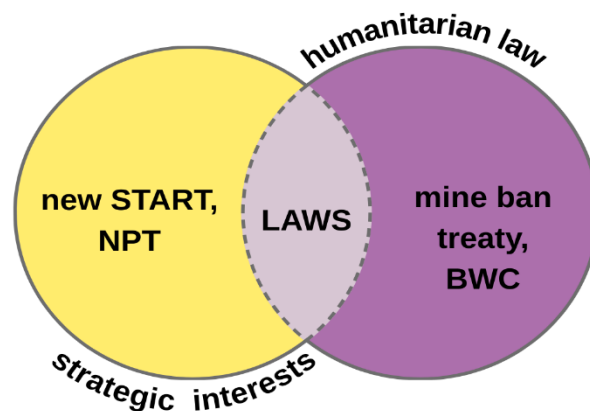 humanitarian law
new START,
NPT
LAWS
mine ban
treaty,
BWC
strategic interests